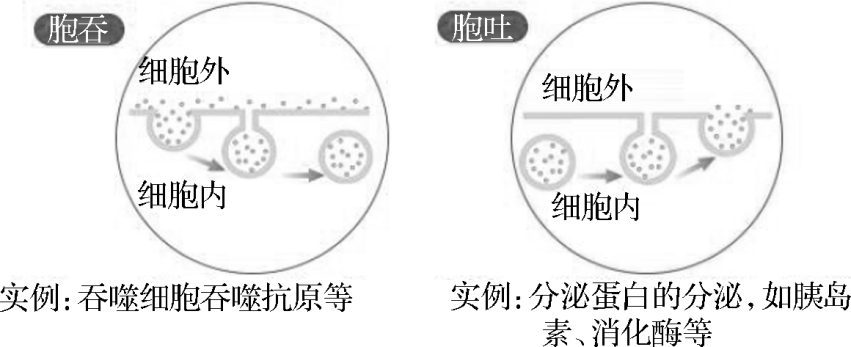 胞吞
细胞外
细胞内
实例：吞噬细胞吞噬抗原等
胞吐
细胞外
细胞内
实例：分泌蛋白的分泌，如胰岛
素、消化酶等